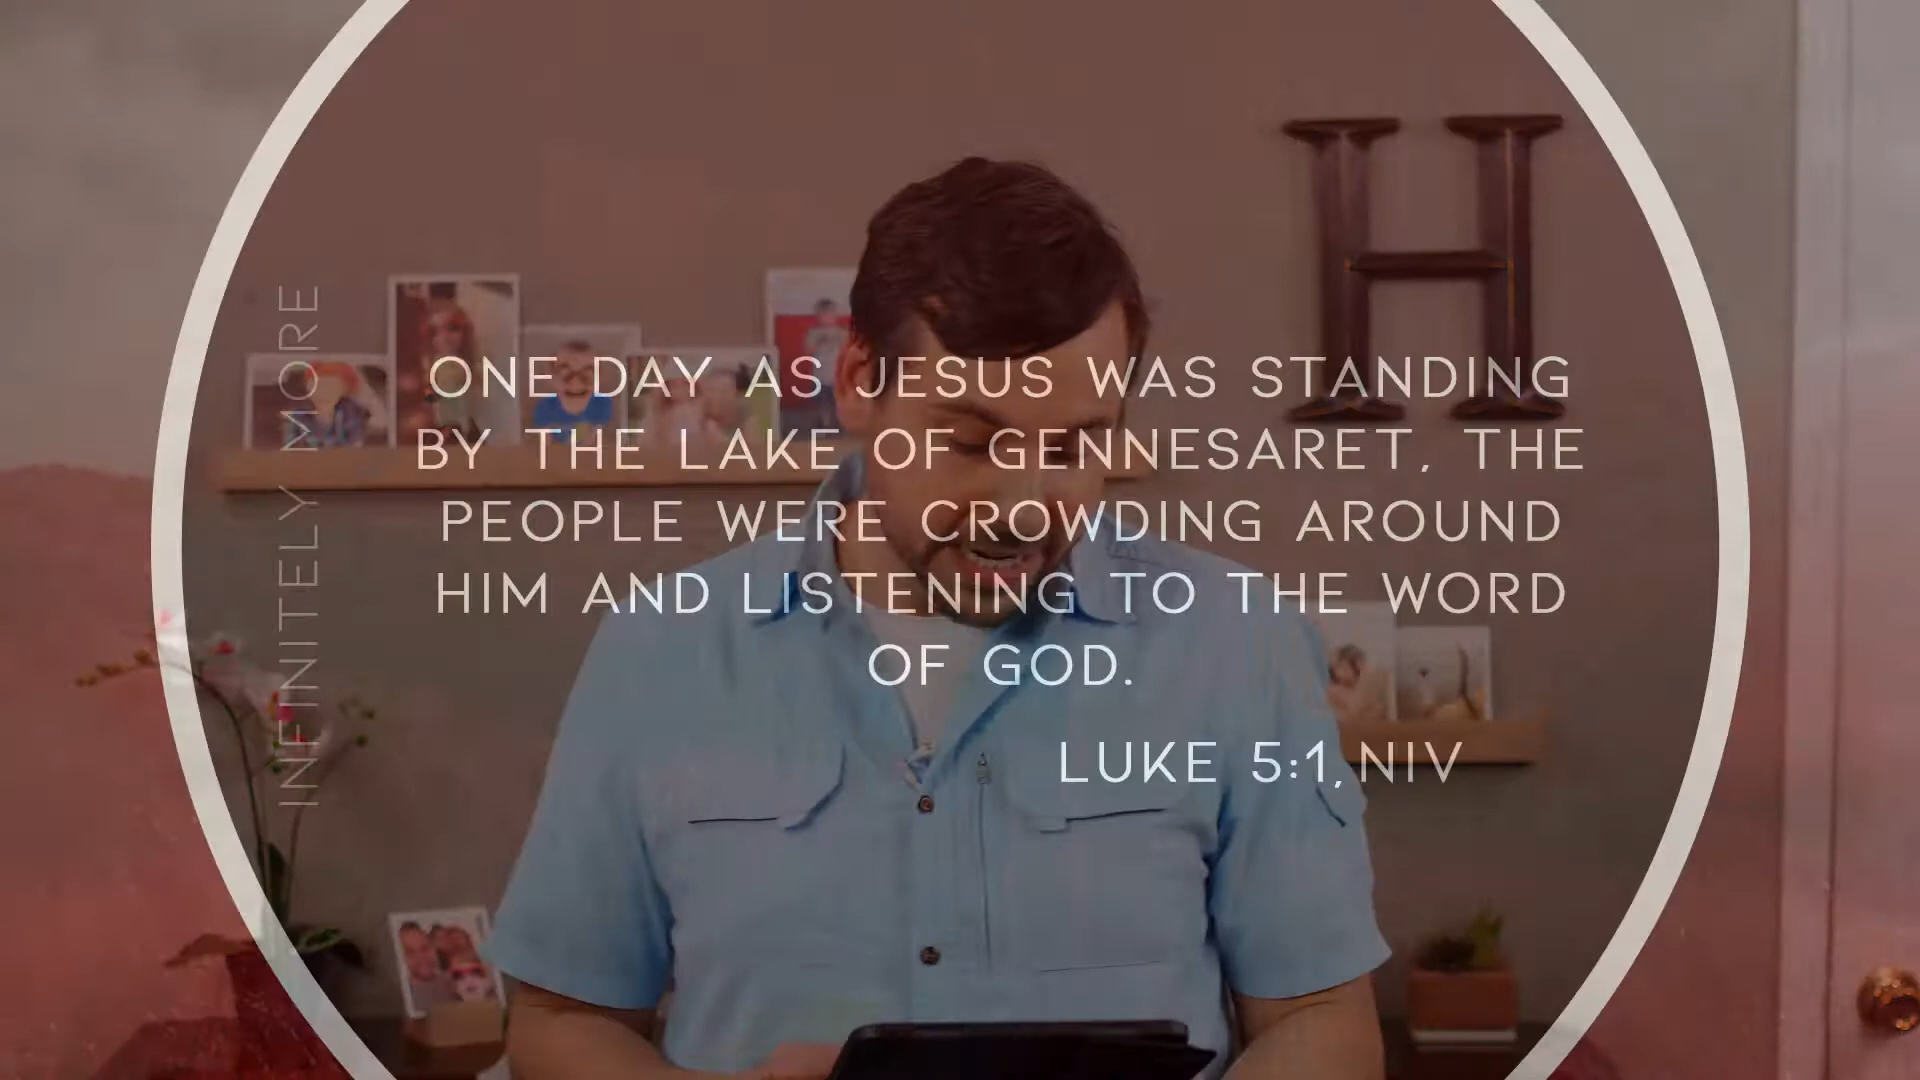 INFINITELY MORE
ONE DAY AS JESUS WAS STANDING
BY THE LAKE OF GENNESARET, THE
PEOPLE WERE CROWDING AROUND
HIM AND LISTENING TO THE WORD
OF GOD.
LUKE 5:1, NIV
H